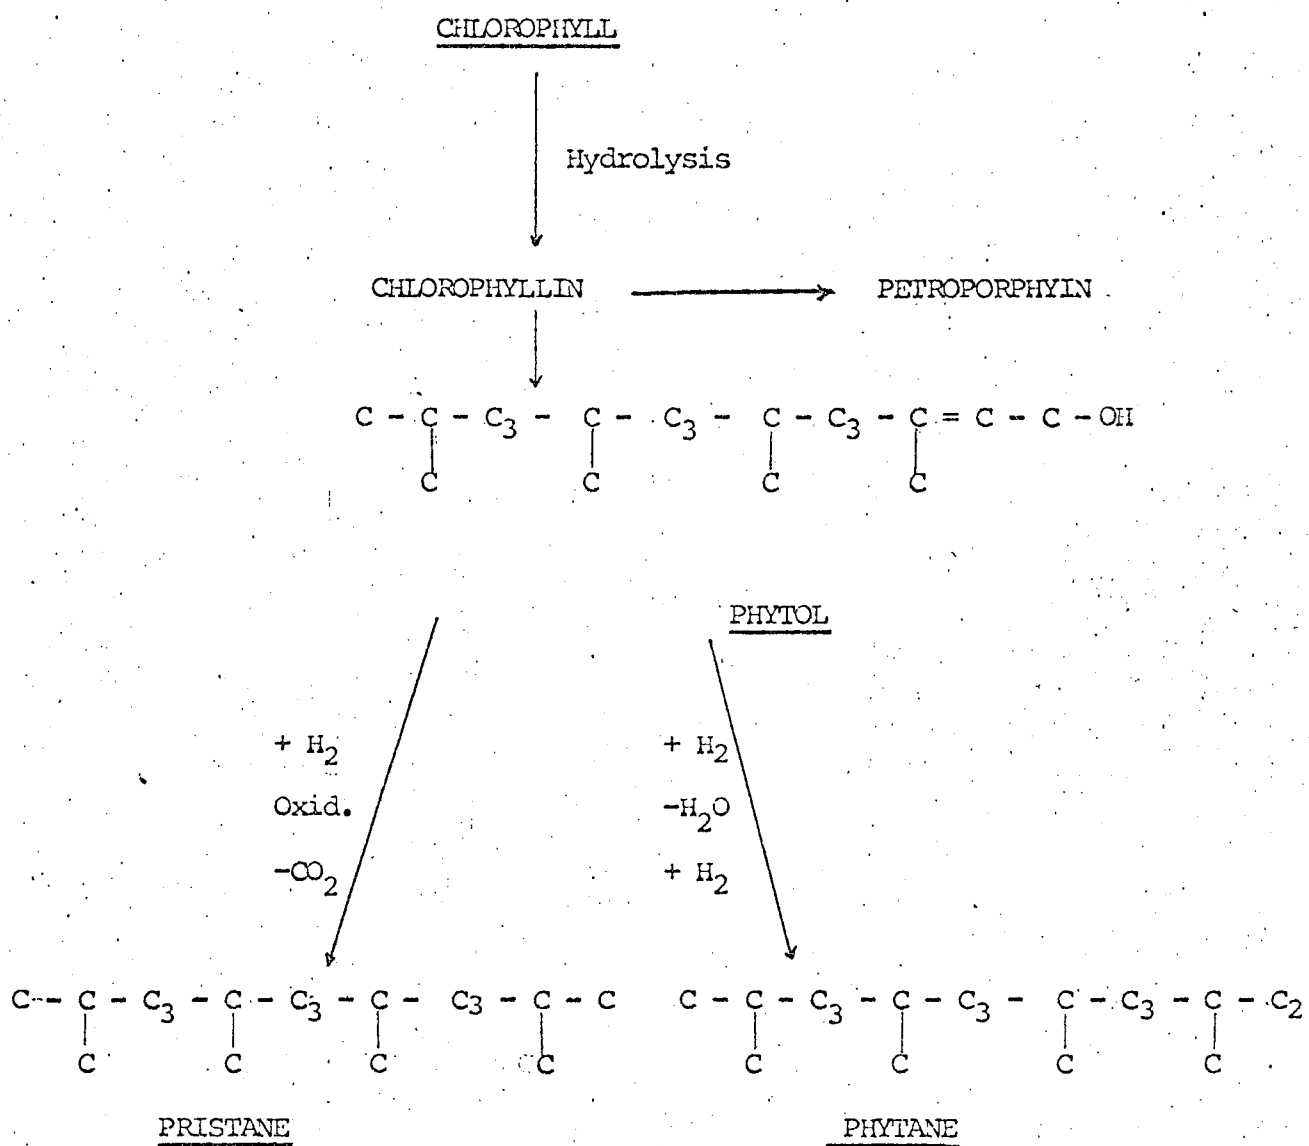 CHLOROPHYLL
Hydrolysis
CHLOROPHYLLIN PETROPORPHYIN
C - C - C3 - C - C3 - C - C3 - C = C - C - OH
C C C C
PHYTOL
+ H2 + H2
Oxid. -H2O
-CO2 + H2
C - C - C3 - C - C3 - C - C3 - C - C C - C - C3 - C - C3 - C - C3 - C - C2
C C C C C C C C
PRISTANE PHYTANE